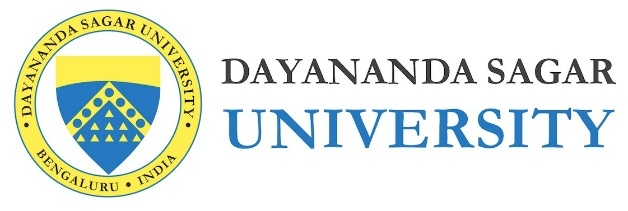 • DAYANANDA SAGAR UNIVERSITY •
BENGALURU • INDIA
DAYANANDA SAGAR
UNIVERSITY